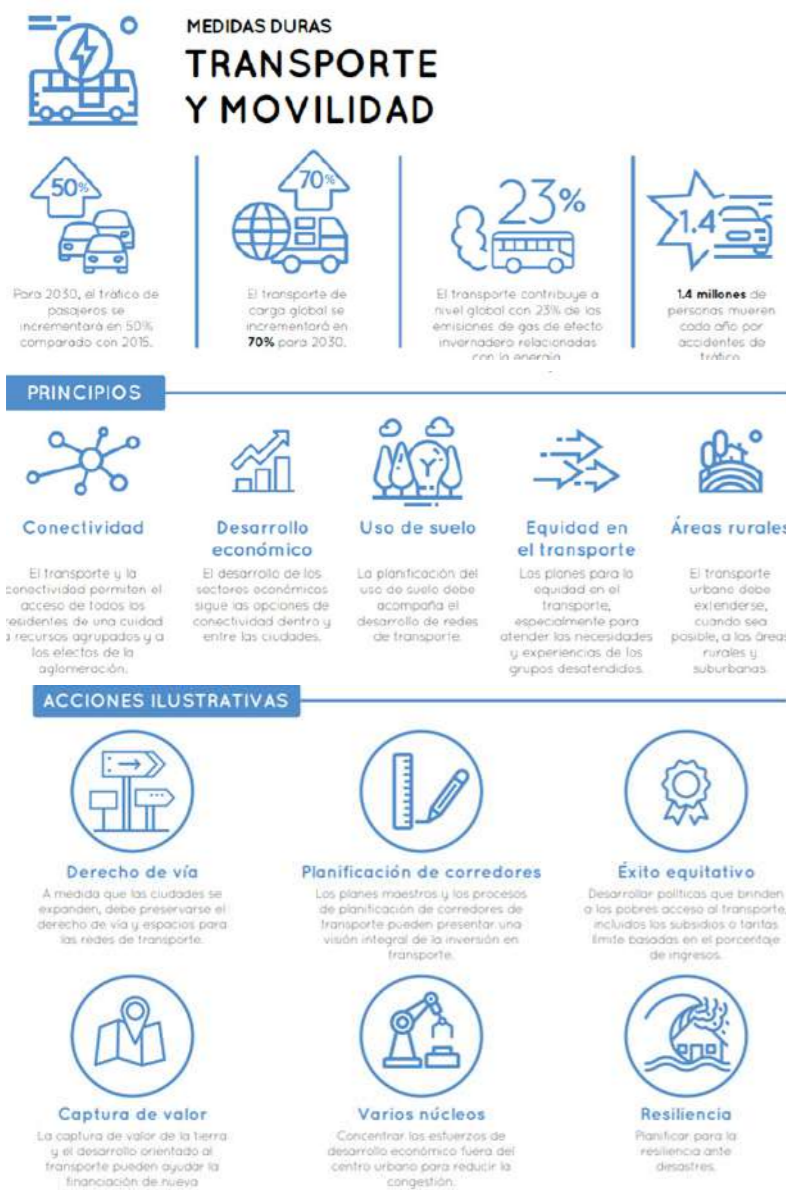 MEDIDAS DURAS
TRANSPORTE
Y MOVILIDAD
50%
Para 2030, el tráfico de
pasajeros se
incrementará en 50%
comparado con 2015.
70%
El transporte de
carga global se
incrementará en
70% para 2030.
23%
El transporte contribuye a
nivel global con 23% de las
emisiones de gas de efecto
invernadero relacionadas
con la energía
1.4
1.4 millones de
personas mueren
cada año por
accidentes de
tráfico
PRINCIPIOS
Conectividad
El transporte y la
conectividad permiten el
acceso de todos los
residentes de una cuidad
a recursos agrupados y a
los efectos de la
aglomeración.
Desarrollo
económico
El desarrollo de los
sectores económicos
sigue las opciones de
conectividad dentro y
entre las ciudades.
Uso de suelo
La planificación del
uso de suelo debe
acompaña el
desarrollo de redes
de transporte.
Equidad en
el transporte
Los planes para la
equidad en el
transporte,
especialmente para
atender las necesidades
y experiencias de los
grupos desatendidos.
Áreas rurales
El transporte
urbano debe
extenderse,
cuando sea
posible, a las áreas
rurales y
suburbanas.
ACCIONES ILUSTRATIVAS
Derecho de vía
A medida que las ciudades se
expanden, debe preservarse el
derecho de vía y espacios para
las redes de transporte.
Planificación de corredores
Los planes maestros y los procesos
de planificación de corredores de
transporte pueden presentar una
visión integral de la inversión en
transporte.
Éxito equitativo
Desarrollar políticas que brinden
a los pobres acceso al transporte,
incluidos los subsidios o tarifas
límite basadas en el porcentaje
de ingresos.
Captura de valor
La captura de valor de la tierra
y el desarrollo orientado al
transporte pueden ayudar la
financiación de nueva
Varios núcleos
Concentrar los esfuerzos de
desarrollo económico fuera del
centro urbano para reducir la
congestión.
Resiliencia
Planificar para la
resiliencia ante
desastres.